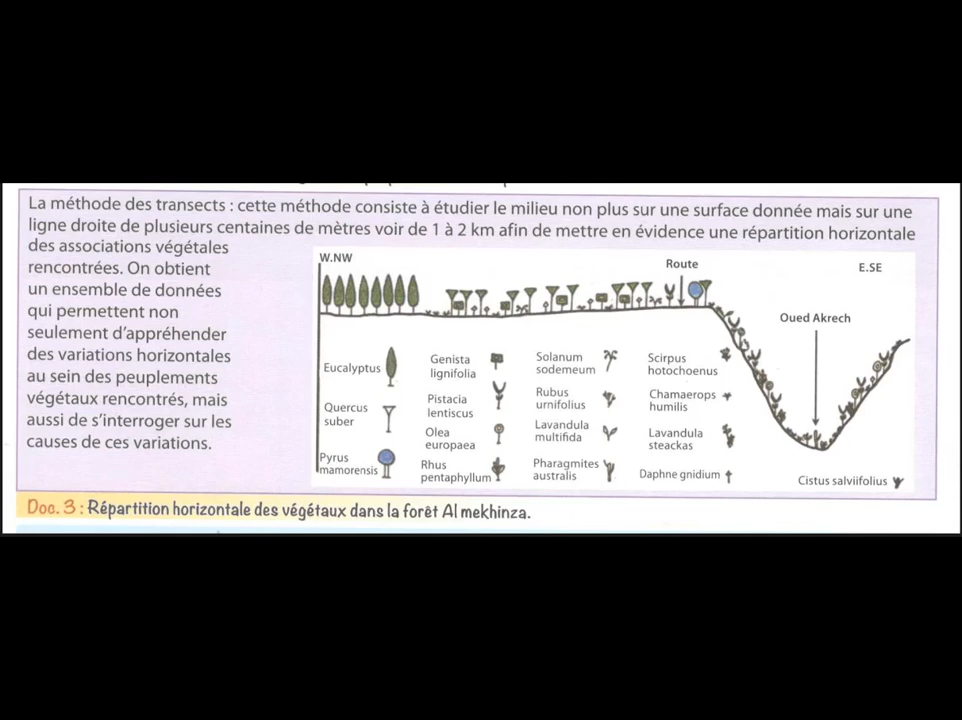 La méthode des transects : cette méthode consiste à étudier le milieu non plus sur une surface donnée mais sur une
ligne droite de plusieurs centaines de mètres voir de 1 à 2 km afin de mettre en évidence une répartition horizontale
des associations végétales
rencontrées. On obtient
un ensemble de données
qui permettent non
seulement d'appréhender
des variations horizontales
au sein des peuplements
végétaux rencontrés, mais
aussi de s'interroger sur les
causes de ces variations.
W.NW
Route
E.SE
Oued Akrech
Eucalyptus
Quercus
suber
Pyrus
mamorensis
Genista
lignifolia
Pistacia
lentiscus
Olea
europaea
Rhus
pentaphyllum
Solanum
sodemeum
Rubus
urnifolius
Lavandula
multifida
Pharagmites
australis
Scirpus
hotochoenus
Chamaerops
humilis
Lavandula
steackas
Daphne gnidium
Cistus salviifolius
Doc. 3 : Répartition horizontale des végétaux dans la forêt Al mekhinza.